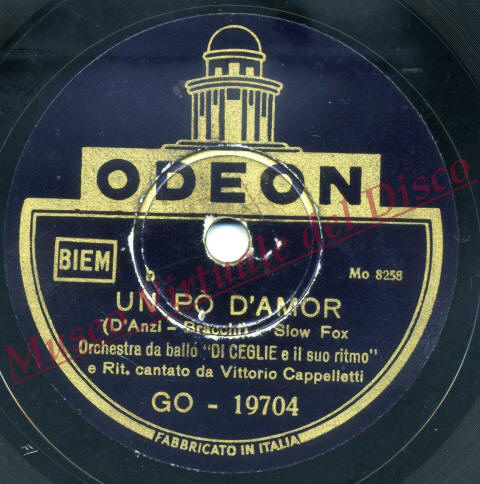 ODEON
BIEM
Mo 8258
UN PO D'AMOR
(D'Anzi - Bracchi) Slow Fox
Orchestra da ballo "DI CEGLIE e il suo ritmo"
e Rit. cantato da Vittorio Cappelletti
GO - 19704
FABBRICATO IN ITALIA
Museo Virtuale del Disco